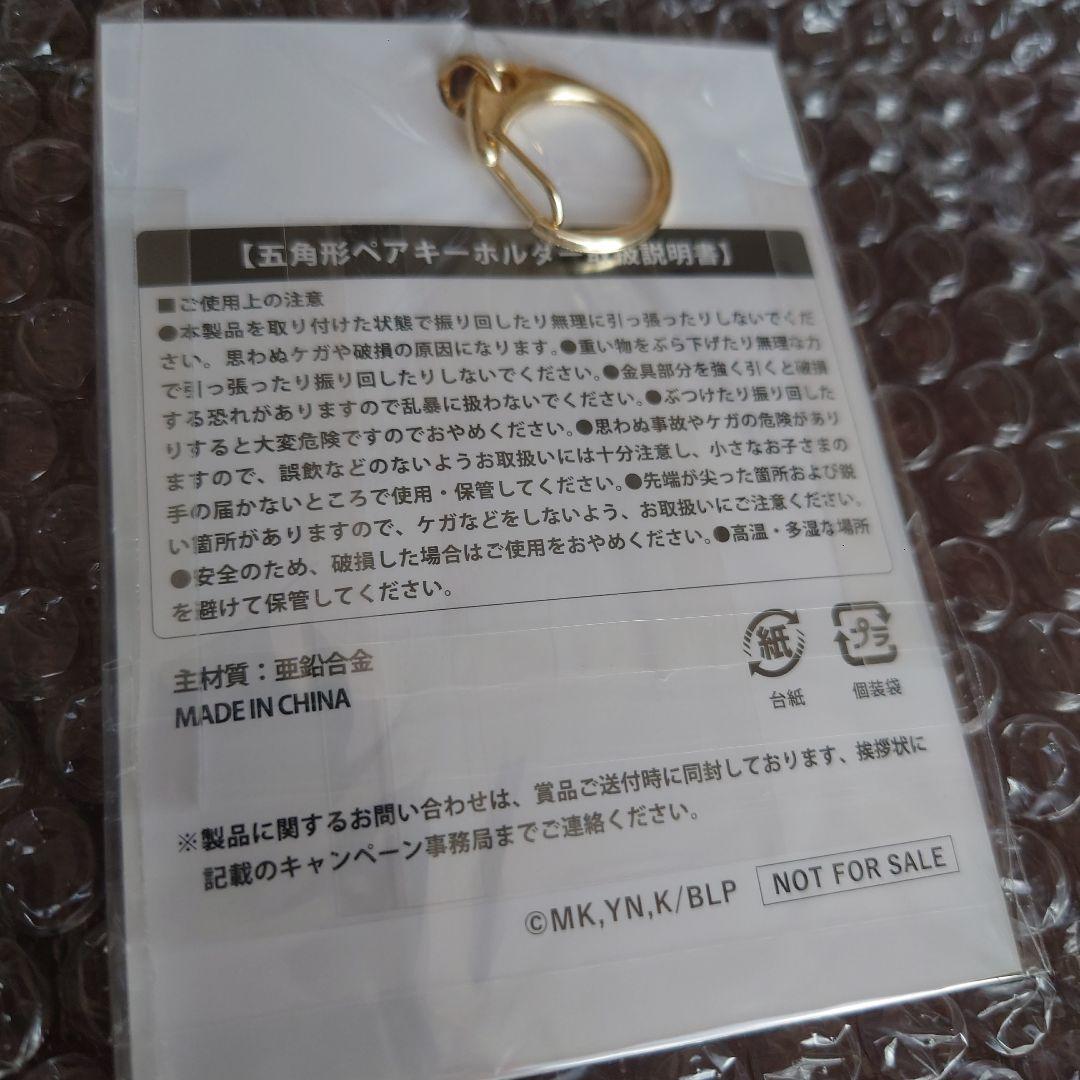 【五角形ペアキーホルダー取扱説明書】
■ご使用上の注意
●本製品を取り付けた状態で振り回したり無理に引っ張ったりしないでくだ
さい。思わぬケガや破損の原因になります。●重い物をぶら下げたり無理な力
で引っ張ったり振り回したりしないでください。●金具部分を強く引くと破損
する恐れがありますので乱暴に扱わないでください。●ぶつけたり振り回した
りすると大変危険ですのでおやめください。●思わぬ事故やケガの危険があり
ますので、誤飲などのないようお取扱いには十分注意し、小さなお子さまの
手の届かないところで使用・保管してください。●先端が尖った箇所および鋭
い箇所がありますので、ケガなどをしないよう、お取扱いにご注意ください。
●安全のため、破損した場合はご使用をおやめください。●高温・多湿な場所
を避けて保管してください。
紙
プラ
台紙
個装袋
主材質：亜鉛合金
MADE IN CHINA
※製品に関するお問い合わせは、賞品ご送付時に同封しております、挨拶状に
記載のキャンペーン事務局までご連絡ください。
©MK,YN,K/BLP
NOT FOR SALE